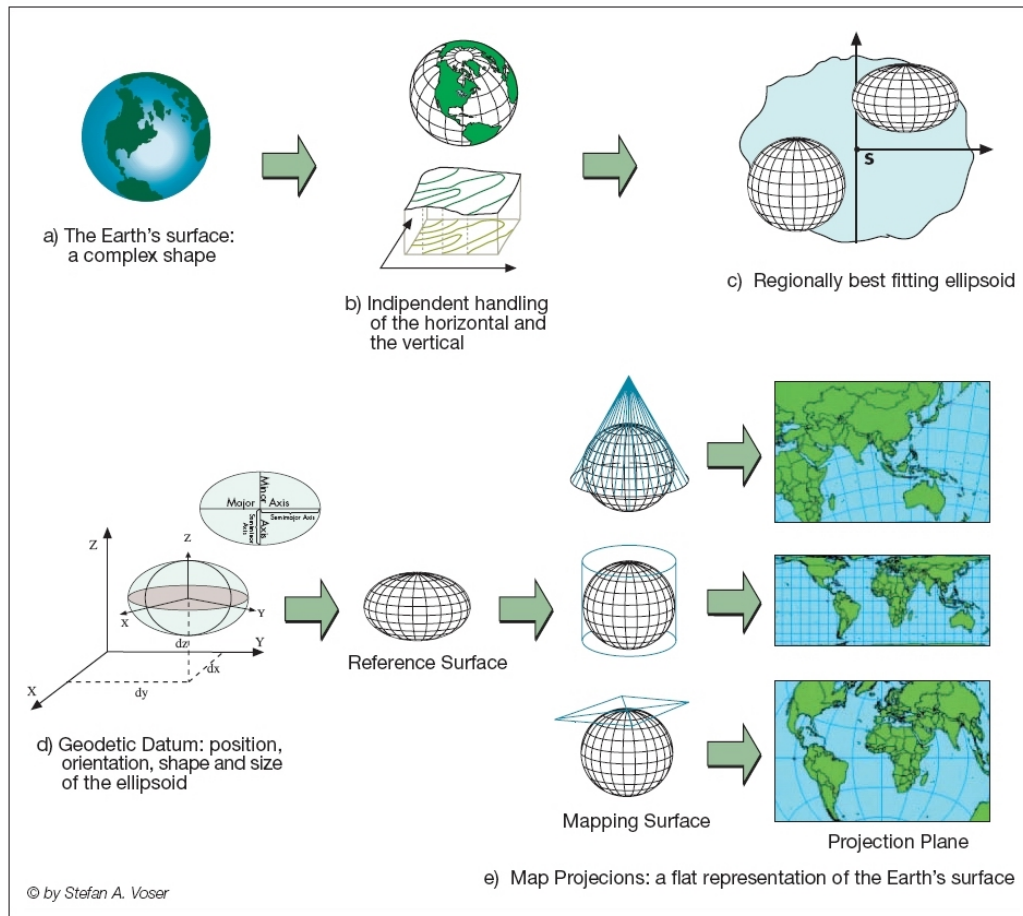 a) The Earth's surface:
a complex shape
b) Indipendent handling
of the horizontal and
the vertical
S
c) Regionally best fitting ellipsoid
Major Axis
Minor Axis
Semimajor Axis
Semiminor
Axis
Z
Z
X
Y
dz
Y
dx
X
dy
d) Geodetic Datum: position,
orientation, shape and size
of the ellipsoid
Reference Surface
Mapping Surface
Projection Plane
e) Map Projecions: a flat representation of the Earth's surface
© by Stefan A. Voser